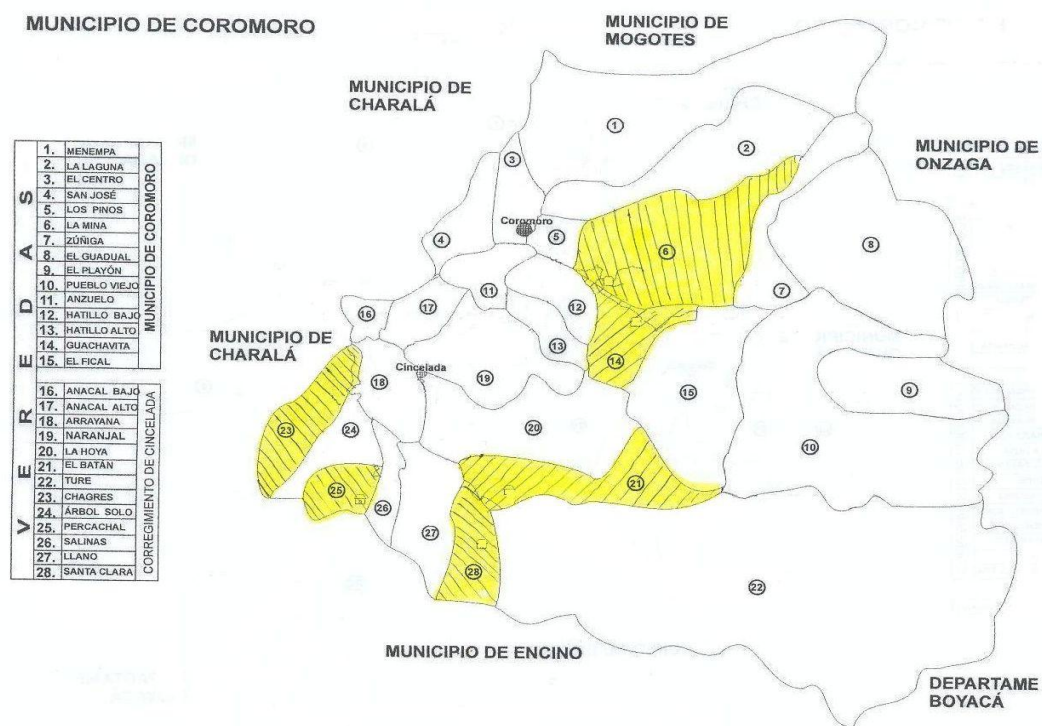 MUNICIPIO DE COROMORO
MUNICIPIO DE
MOGOTES
MUNICIPIO DE
CHARALÁ
MUNICIPIO DE
ONZAGA
VEREDAS
1. MENEMPA
2. LA LAGUNA
3. EL CENTRO
4. SAN JOSÉ
5. LOS PINOS
6. LA MINA
7. ZÚÑIGA
8. EL GUADUAL
9. EL PLAYÓN
10. PUEBLO VIEJO
11. ANZUELO
12. HATILLO BAJO
13. HATILLO ALTO
14. GUACHAVITA
15. EL FICAL
MUNICIPIO DE COROMORO
16. ANACAL BAJO
17. ANACAL ALTO
18. ARRAYANA
19. NARANJAL
20. LA HOYA
21. EL BATÁN
22. TURE
23. CHAGRES
24. ÁRBOL SOLO
25. PERCACHAL
26. SALINAS
27. LLANO
28. SANTA CLARA
CORREGIMIENTO DE CINCELADA
1
2
3
Coromoro
4
5
6
8
7
11
16
17
12
MUNICIPIO DE
CHARALÁ
13
14
Cincelada
18
19
15
9
23
24
20
10
21
25
26
27
28
22
MUNICIPIO DE ENCINO
DEPARTAME
BOYACÁ